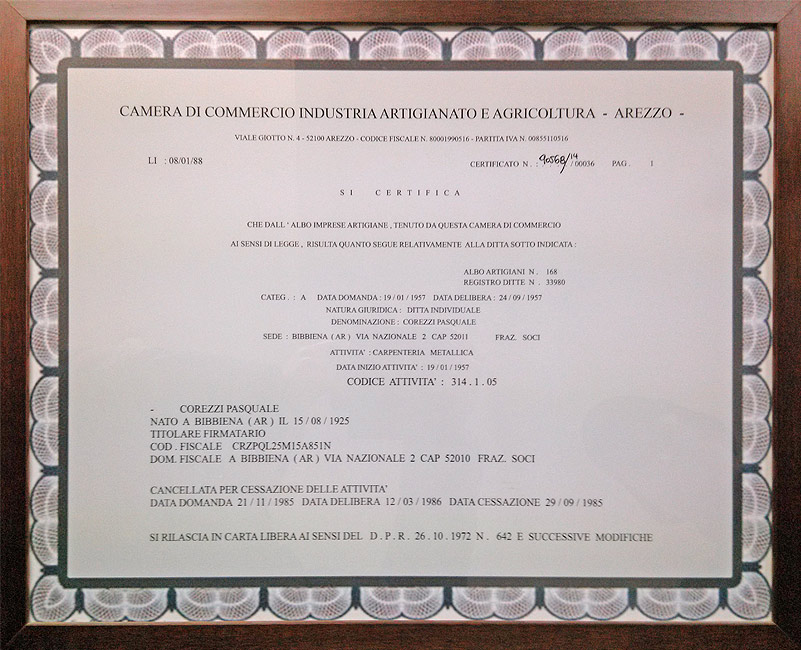 CAMERA DI COMMERCIO INDUSTRIA ARTIGIANATO E AGRICOLTURA - AREZZO -
VIALE GIOTTO N. 4 - 52100 AREZZO - CODICE FISCALE N. 80001990516 - PARTITA IVA N. 00855110516
LI : 08/01/88 CERTIFICATO N. : 90568/14 /00036 PAG. 1
SI CERTIFICA
CHE DALL ' ALBO IMPRESE ARTIGIANE , TENUTO DA QUESTA CAMERA DI COMMERCIO
AI SENSI DI LEGGE , RISULTA QUANTO SEGUE RELATIVAMENTE ALLA DITTA SOTTO INDICATA :
ALBO ARTIGIANI N . 168
REGISTRO DITTE N . 33980
CATEG . : A DATA DOMANDA : 19 / 01 / 1957 DATA DELIBERA : 24 / 09 / 1957
NATURA GIURIDICA : DITTA INDIVIDUALE
DENOMINAZIONE : COREZZI PASQUALE
SEDE : BIBBIENA ( AR ) VIA NAZIONALE 2 CAP 52011 FRAZ. SOCI
ATTIVITA' : CARPENTERIA METALLICA
DATA INIZIO ATTIVITA' : 19 / 01 / 1957
CODICE ATTIVITA' : 314 . 1 . 05
- COREZZI PASQUALE
NATO A BIBBIENA ( AR ) IL 15 / 08 / 1925
TITOLARE FIRMATARIO
COD . FISCALE CRZPQL25M15A851N
DOM. FISCALE A BIBBIENA ( AR ) VIA NAZIONALE 2 CAP 52010 FRAZ. SOCI
CANCELLATA PER CESSAZIONE DELLE ATTIVITA'
DATA DOMANDA 21 / 11 / 1985 DATA DELIBERA 12 / 03 / 1986 DATA CESSAZIONE 29 / 09 / 1985
SI RILASCIA IN CARTA LIBERA AI SENSI DEL D . P . R . 26 . 10 . 1972 N . 642 E SUCCESSIVE MODIFICHE